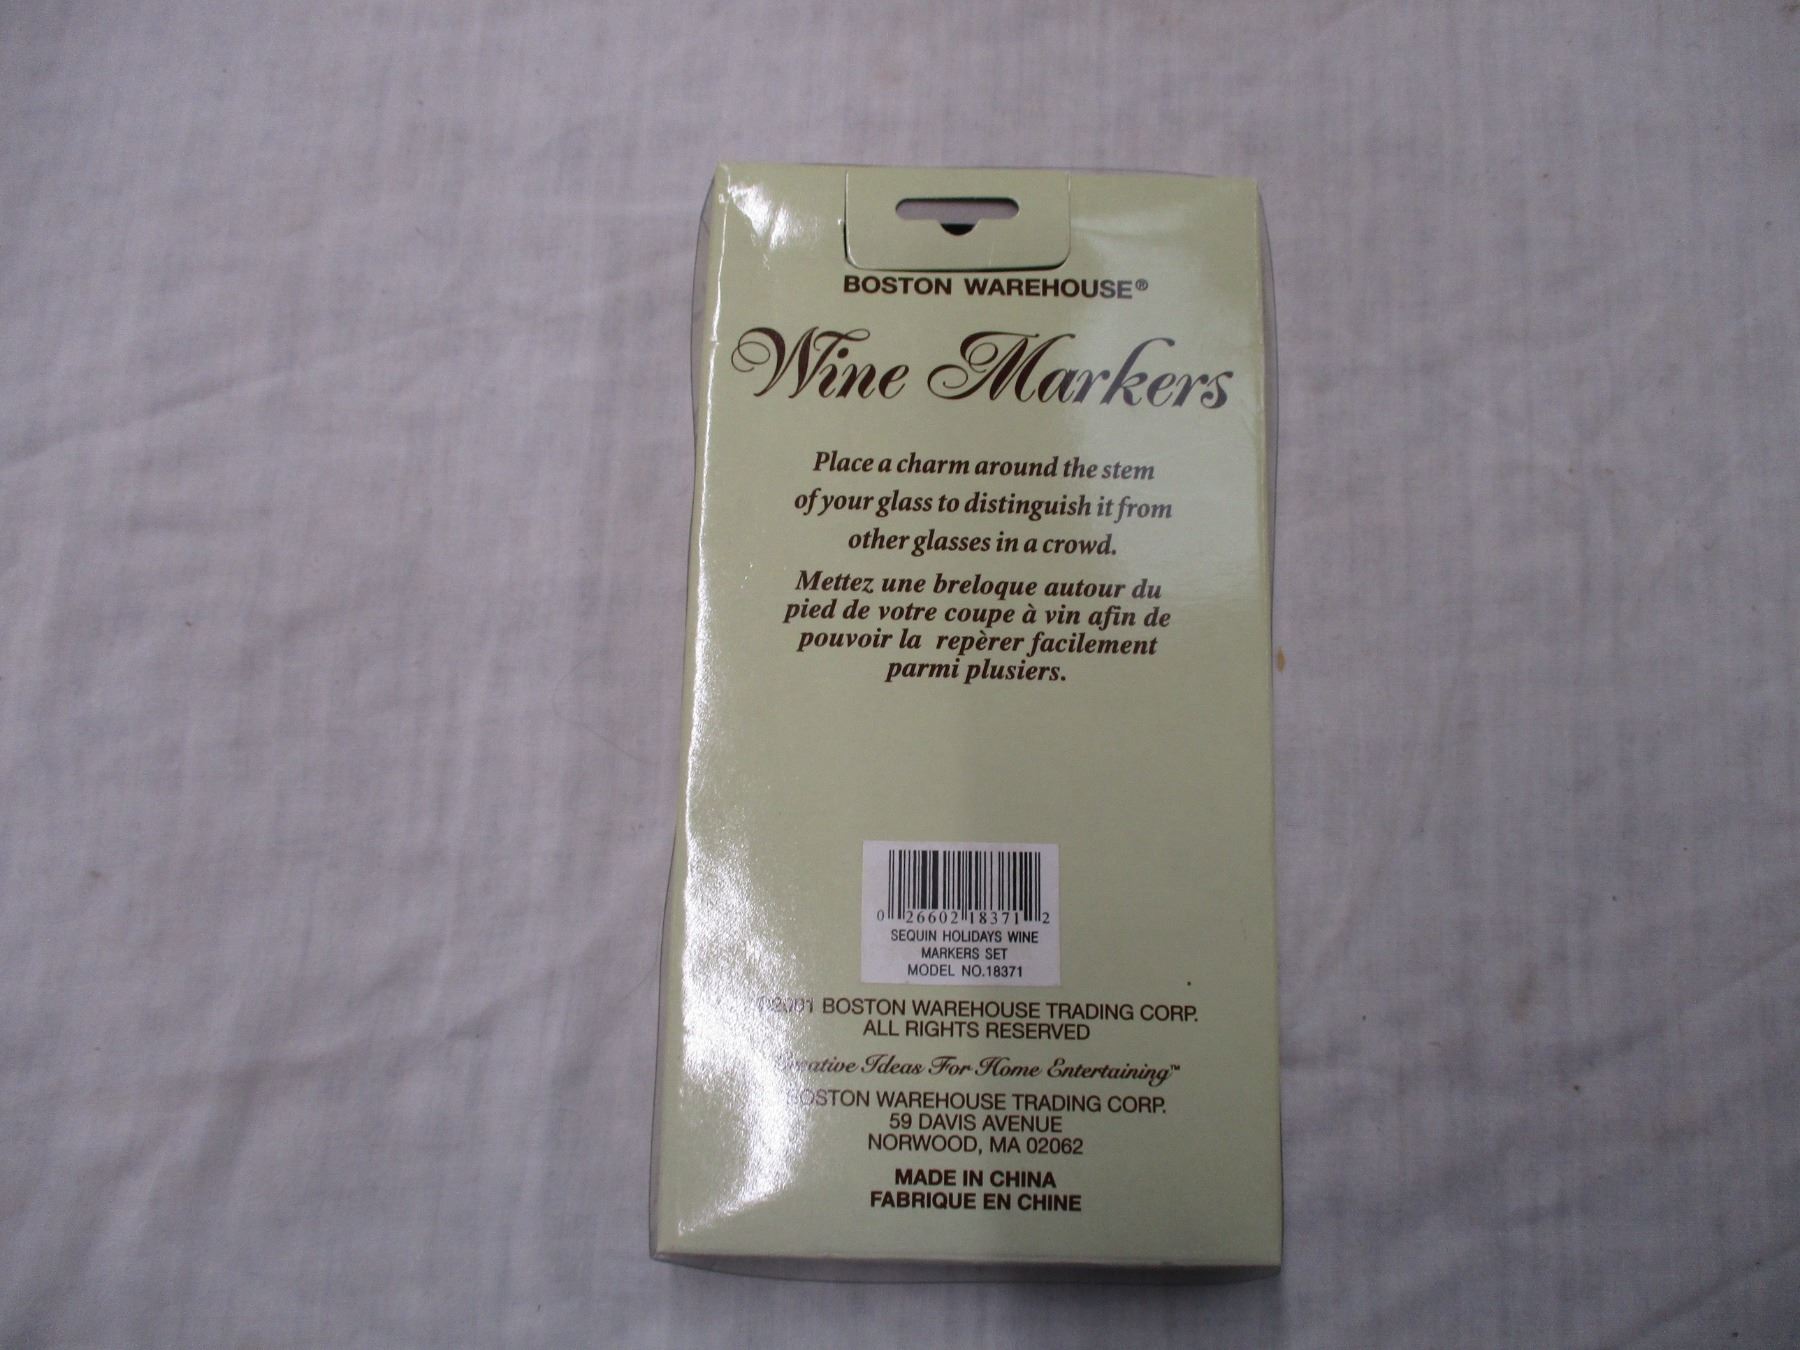 BOSTON WAREHOUSE®
Wine Markers
Place a charm around the stem
of your glass to distinguish it from
other glasses in a crowd.
Mettez une breloque autour du
pied de votre coupe à vin afin de
pouvoir la repèrer facilement
parmi plusiers.
0 26602 18371 2
SEQUIN HOLIDAYS WINE
MARKERS SET
MODEL NO.18371
©2001 BOSTON WAREHOUSE TRADING CORP.
ALL RIGHTS RESERVED
Creative Ideas For Home Entertaining™
BOSTON WAREHOUSE TRADING CORP.
59 DAVIS AVENUE
NORWOOD, MA 02062
MADE IN CHINA
FABRIQUE EN CHINE